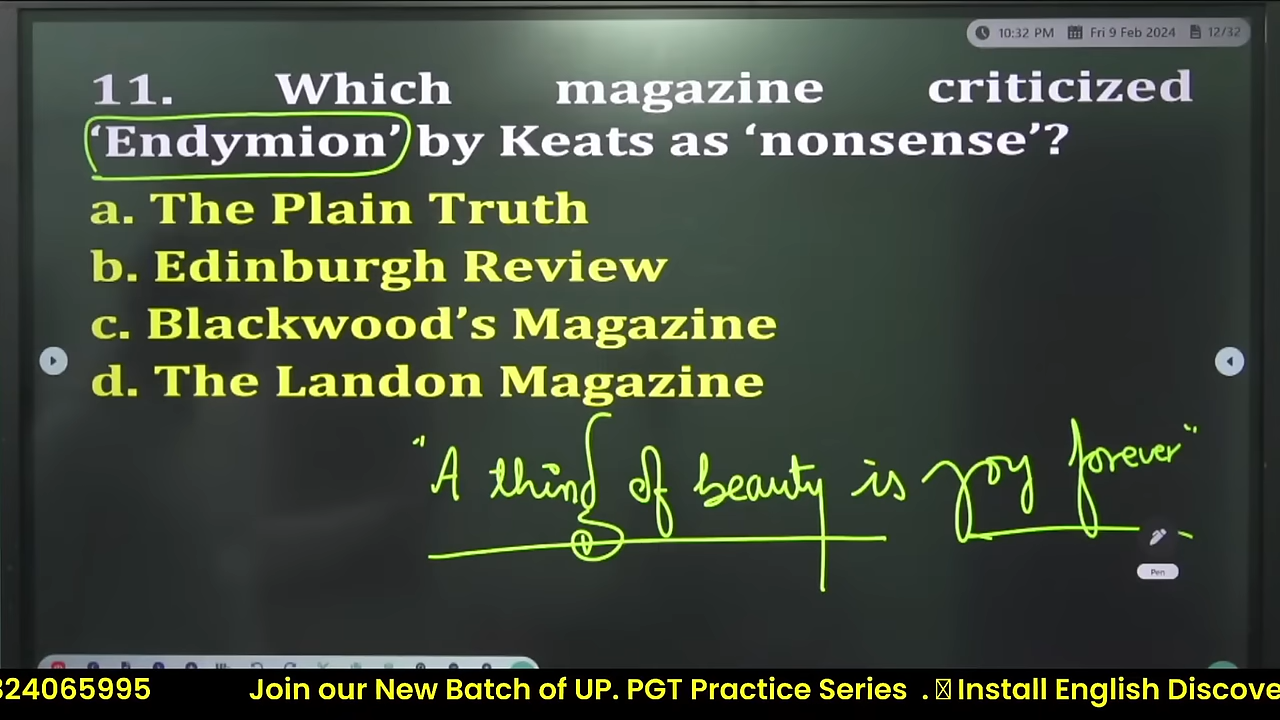 10:32 PM Fri 9 Feb 2024 12/32
11. Which magazine criticized
‘Endymion’ by Keats as ‘nonsense’?
a. The Plain Truth
b. Edinburgh Review
c. Blackwood’s Magazine
d. The Landon Magazine
"A thing of beauty is joy forever"
Pen
324065995 Join our New Batch of UP. PGT Practice Series . Install English Discove